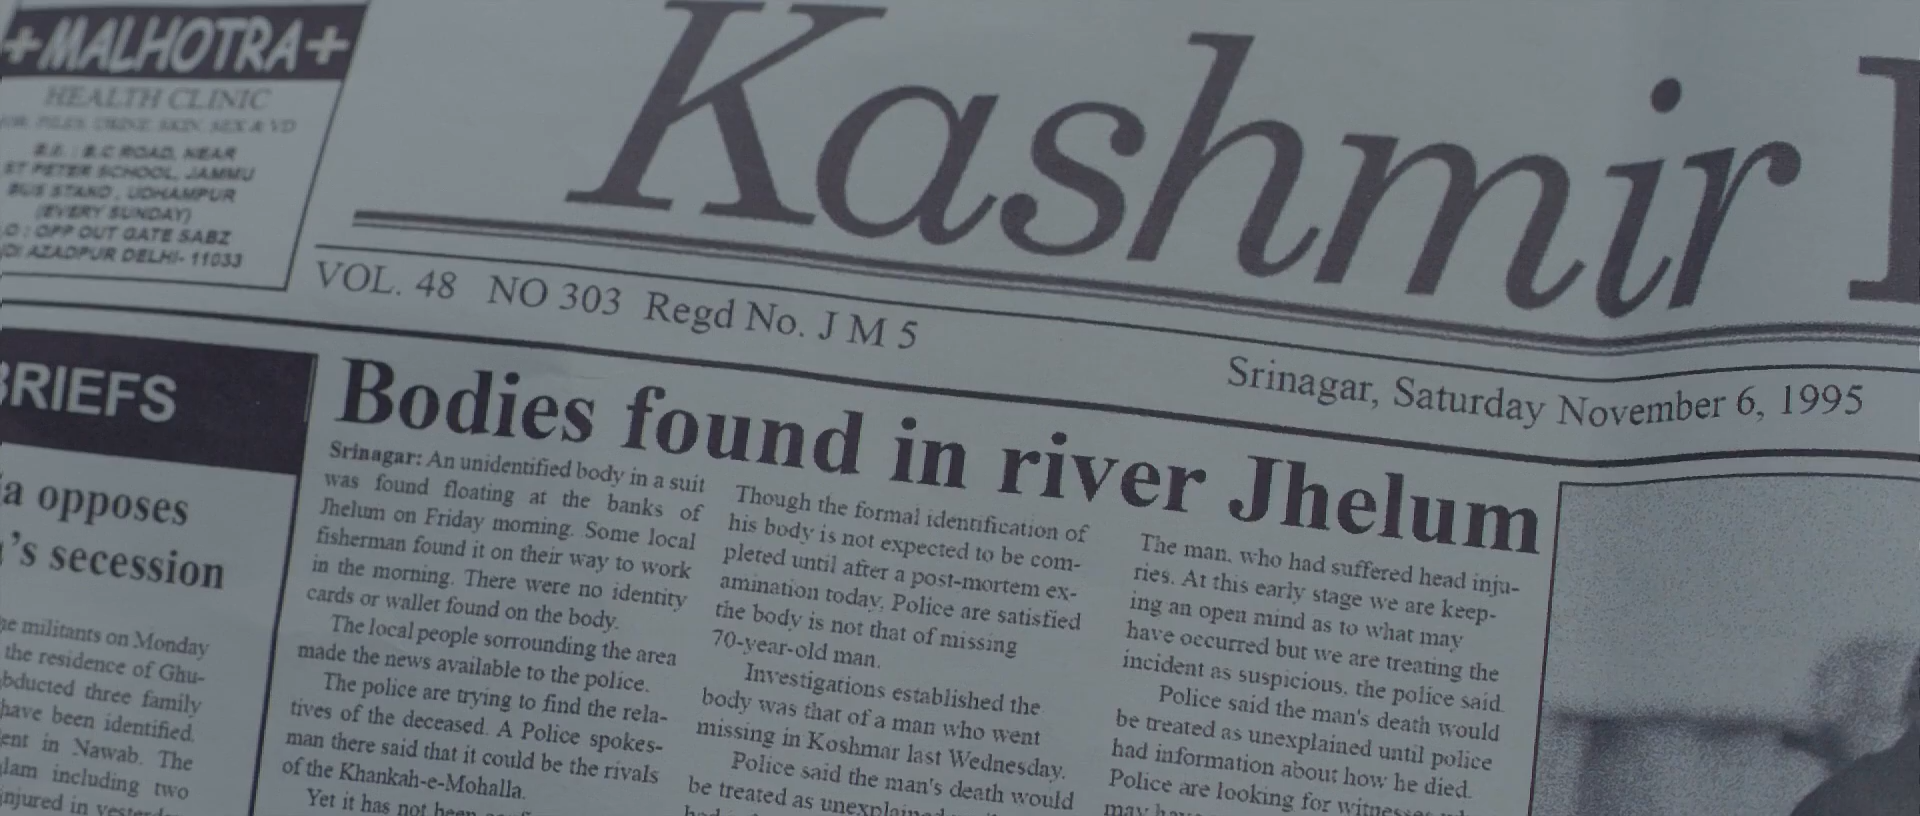 +MALHOTRA+
HEALTH CLINIC
PILES, URINE, SKIN, SEX & VD
B.C ROAD, NEAR
ST PETER SCHOOL, JAMMU
BUS STAND, UDHAMPUR
(EVERY SUNDAY)
OPP OUT GATE SABZ
AZADPUR DELHI- 11033
Kashmir
VOL. 48 NO 303 Regd No. J M 5
Srinagar, Saturday November 6, 1995
BRIEFS
opposes
's secession
militants on Monday
the residence of Ghu-
bducted three family
have been identified.
ent in Nawab. The
lam including two
njured in
Bodies found in river Jhelum
Srinagar: An unidentified body in a suit
was found floating at the banks of
Jhelum on Friday morning. Some local
fisherman found it on their way to work
in the morning. There were no identity
cards or wallet found on the body.
The local people sorrounding the area
made the news available to the police.
The police are trying to find the rela-
tives of the deceased. A Police spokes-
man there said that it could be the rivals
of the Khankah-e-Mohalla.
Yet it has not been
Though the formal identification of
his body is not expected to be com-
pleted until after a post-mortem ex-
amination today, Police are satisfied
the body is not that of missing
70-year-old man.
Investigations established the
body was that of a man who went
missing in Koshmar last Wednesday.
Police said the man's death would
be treated as unexplained
The man, who had suffered head inju-
ries. At this early stage we are keep-
ing an open mind as to what may
have occurred but we are treating the
incident as suspicious, the police said.
Police said the man's death would
be treated as unexplained until police
had information about how he died.
Police are looking for
may